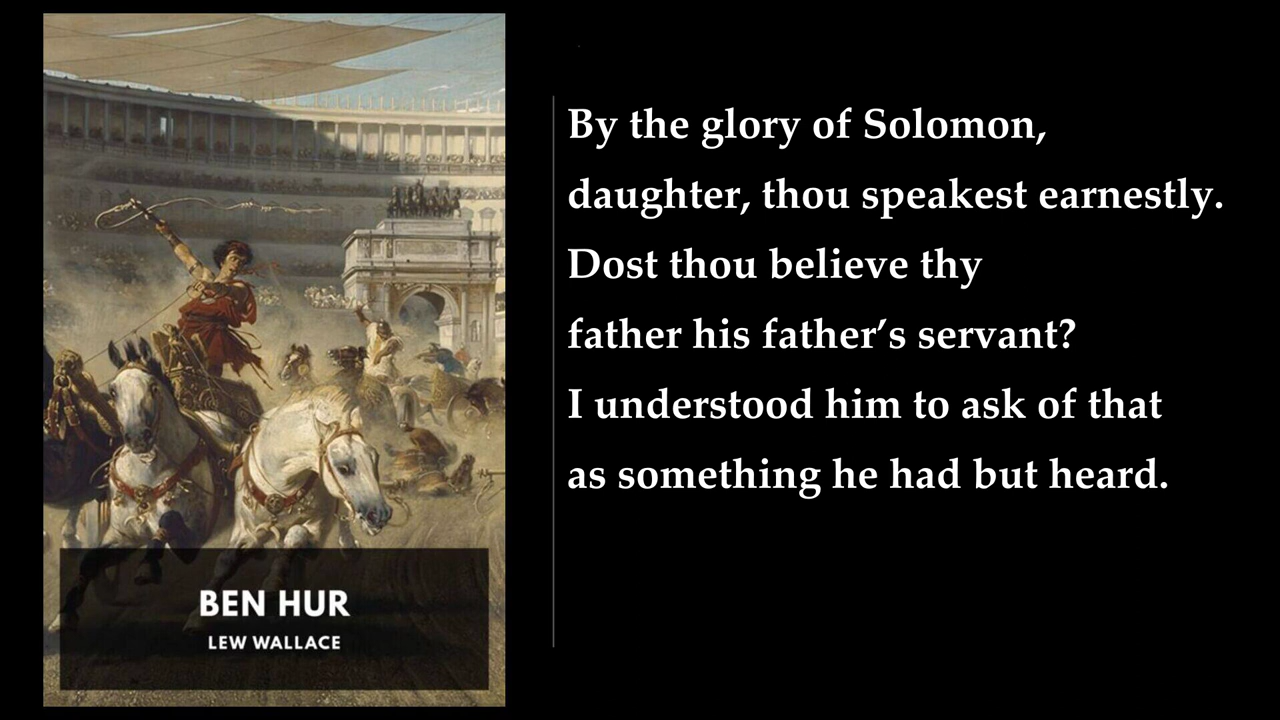 By the glory of Solomon,
daughter, thou speakest earnestly.
Dost thou believe thy
father his father’s servant?
I understood him to ask of that
as something he had but heard.
BEN HUR
LEW WALLACE